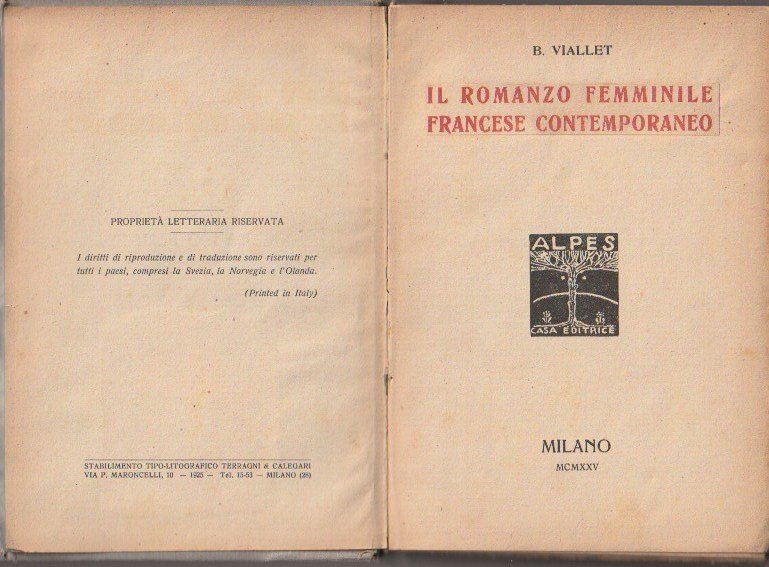 PROPRIETÀ LETTERARIA RISERVATA
I diritti di riproduzione e di traduzione sono riservati per
tutti i paesi, compresi la Svezia, la Norvegia e l'Olanda.
(Printed in Italy)
STABILIMENTO TIPO-LITOGRAFICO TERRAGNI & CALEGARI
VIA P. MARONCELLI, 10 — 1925 — Tel. 15-53 — MILANO (28)
B. VIALLET
IL ROMANZO FEMMINILE
FRANCESE CONTEMPORANEO
ALPES
CASA EDITRICE
MILANO
MCMXXV